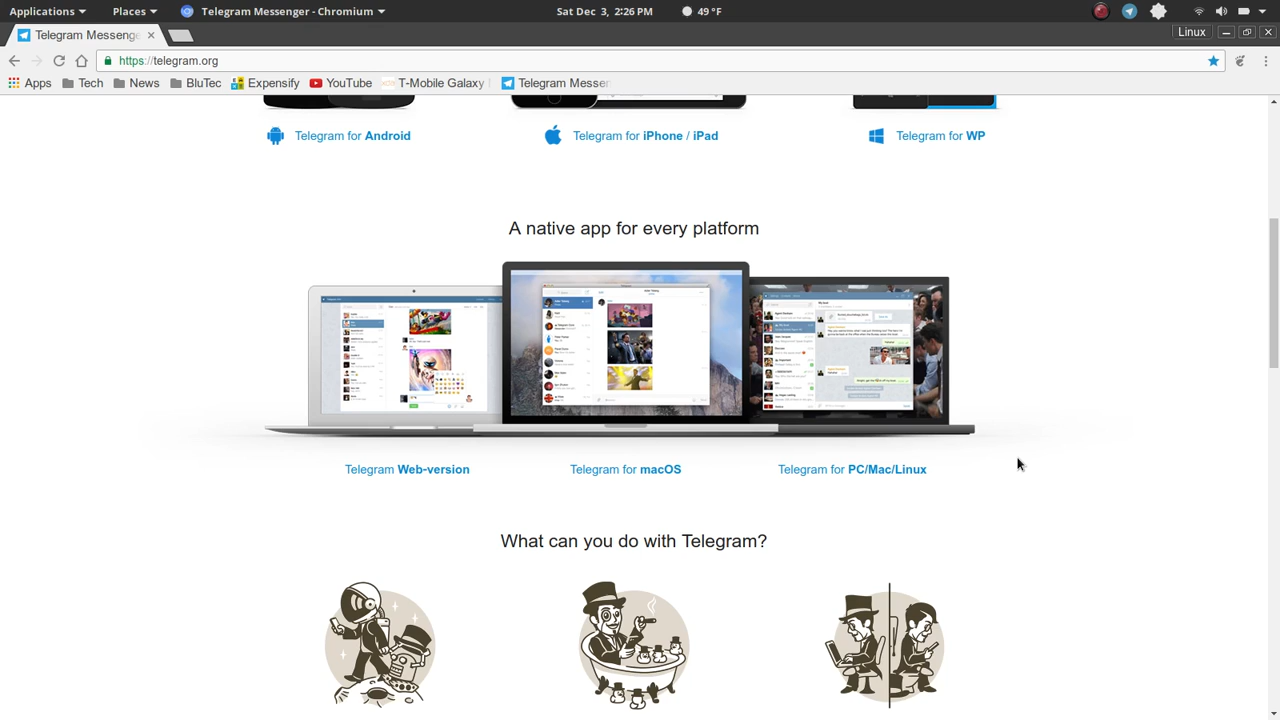 Applications Places Telegram Messenger - Chromium Sat Dec 3, 2:26 PM 49 °F
Telegram Messenge Linux
https://telegram.org
Apps Tech News BluTec Expensify YouTube T-Mobile Galaxy Telegram Messen
Telegram for Android Telegram for iPhone / iPad Telegram for WP
A native app for every platform
Telegram Web-version Telegram for macOS Telegram for PC/Mac/Linux
What can you do with Telegram?